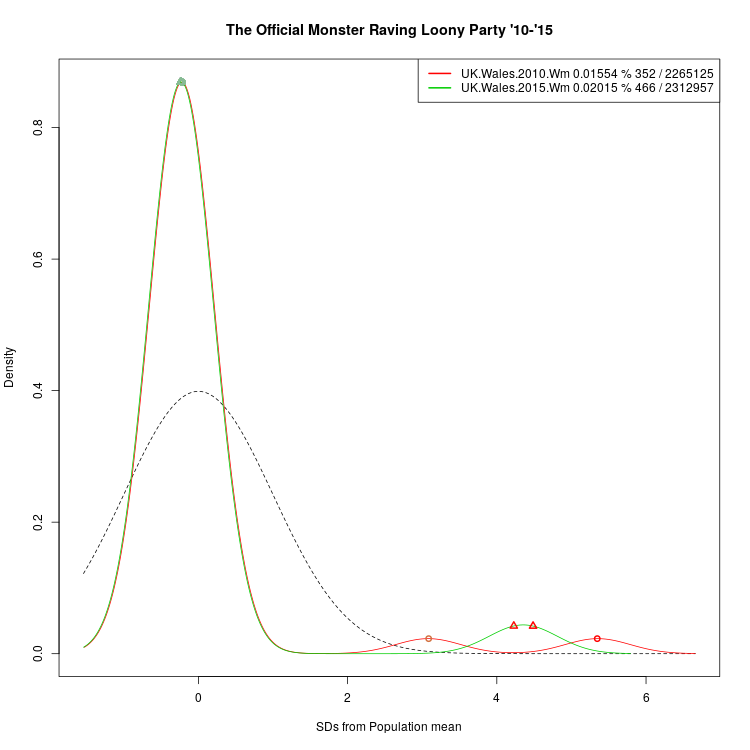 The Official Monster Raving Loony Party '10-'15
UK.Wales.2010.Wm 0.01554 % 352 / 2265125
UK.Wales.2015.Wm 0.02015 % 466 / 2312957
Density
0.8
0.6
0.4
0.2
0.0
0 2 4 6
SDs from Population mean